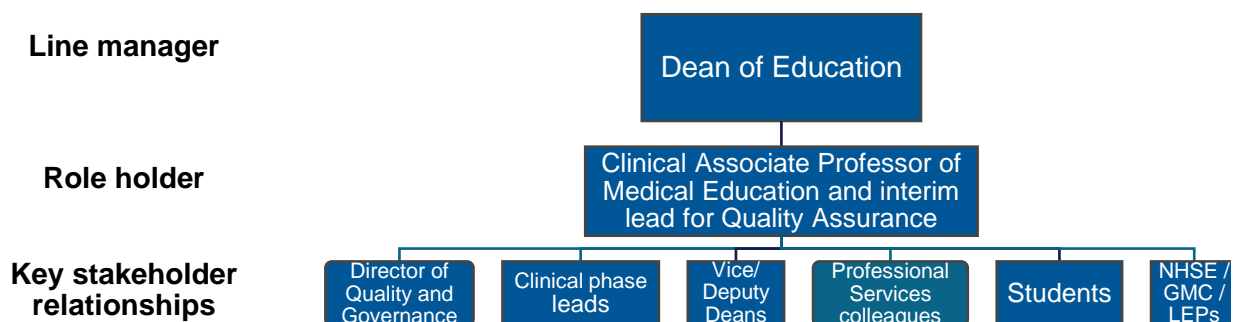 Line manager
Dean of Education
Role holder
Clinical Associate Professor of
Medical Education and interim
lead for Quality Assurance
Key stakeholder
relationships
Director of
Quality and
Governance
Clinical phase
leads
Vice/
Deputy
Deans
Professional
Services
colleagues
Students
NHSE /
GMC /
LEPs